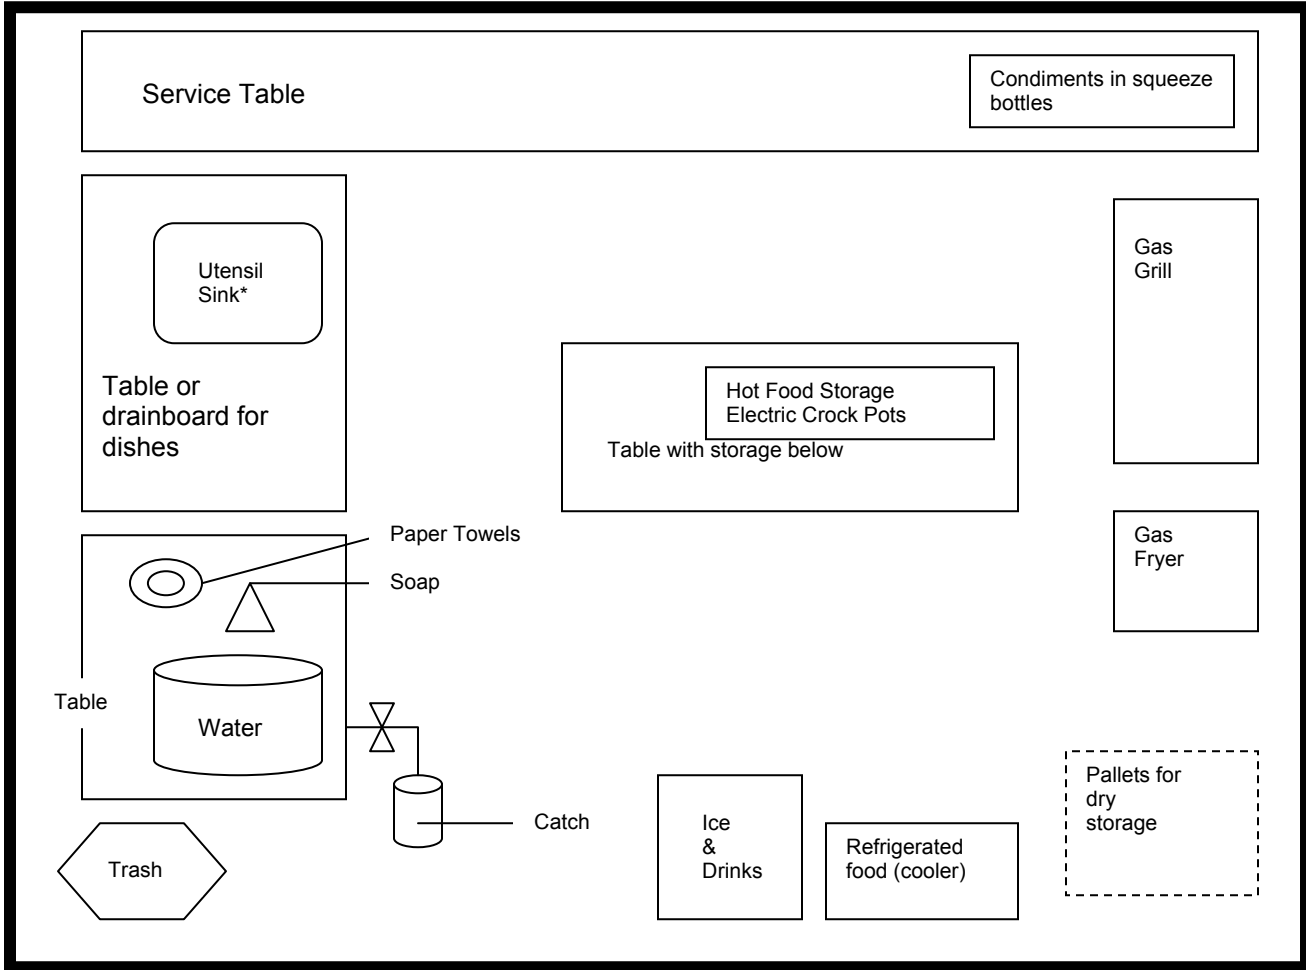 Service Table
Condiments in squeeze
bottles
Utensil
Sink*
Table or
drainboard for
dishes
Gas
Grill
Hot Food Storage
Electric Crock Pots
Table with storage below
Paper Towels
Soap
Gas
Fryer
Table
Water
Catch
Trash
Ice
&
Drinks
Refrigerated
food (cooler)
Pallets for
dry
storage